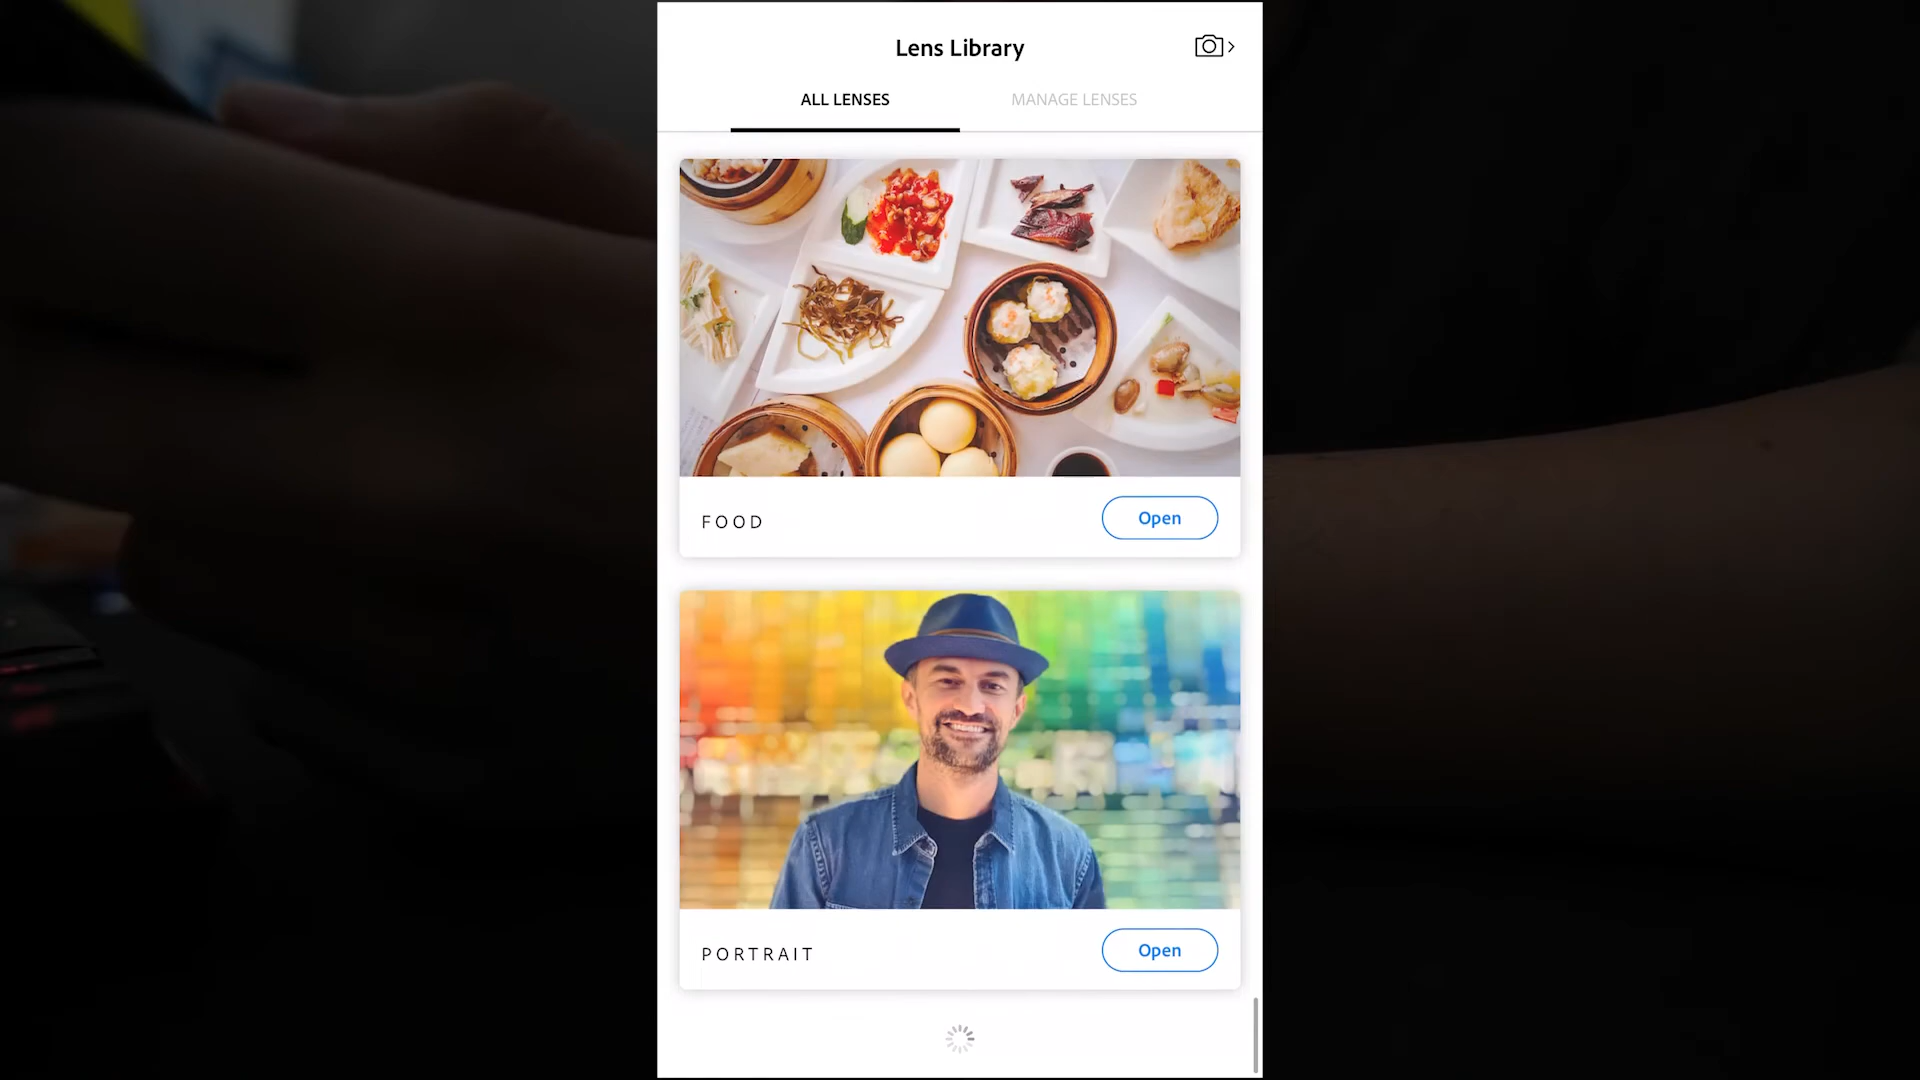 Lens Library
ALL LENSES
MANAGE LENSES
FOOD
Open
PORTRAIT
Open